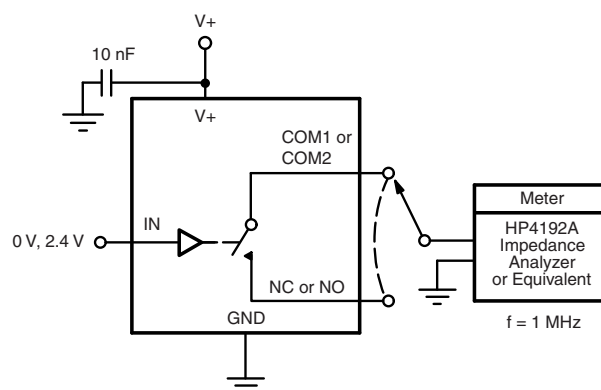 V+
10 nF
V+
COM1 or
COM2
Meter
IN
0 V, 2.4 V
HP4192A
Impedance
Analyzer
or Equivalent
NC or NO
GND
f = 1 MHz